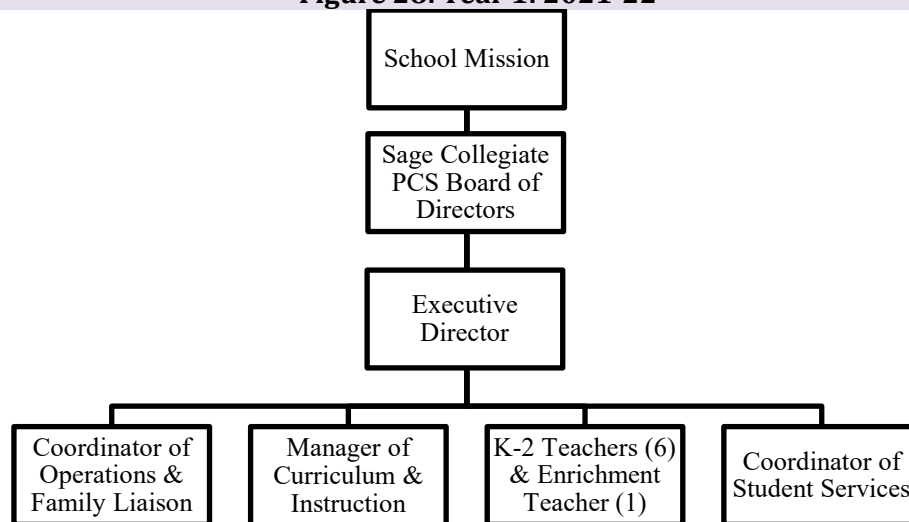 Figure 28: Year 1: 2021-22
School Mission
Sage Collegiate
PCS Board of
Directors
Executive
Director
Coordinator of
Operations &
Family Liaison
Manager of
Curriculum &
Instruction
K-2 Teachers (6)
& Enrichment
Teacher (1)
Coordinator of
Student Services